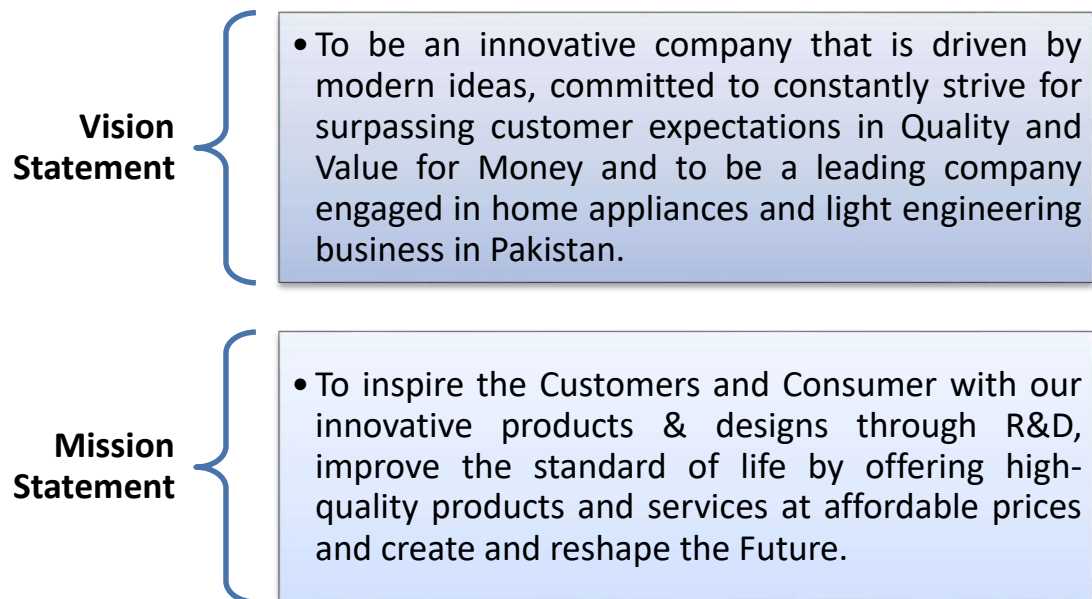 Vision
Statement
• To be an innovative company that is driven by
modern ideas, committed to constantly strive for
surpassing customer expectations in Quality and
Value for Money and to be a leading company
engaged in home appliances and light engineering
business in Pakistan.
Mission
Statement
• To inspire the Customers and Consumer with our
innovative products & designs through R&D,
improve the standard of life by offering high-
quality products and services at affordable prices
and create and reshape the Future.